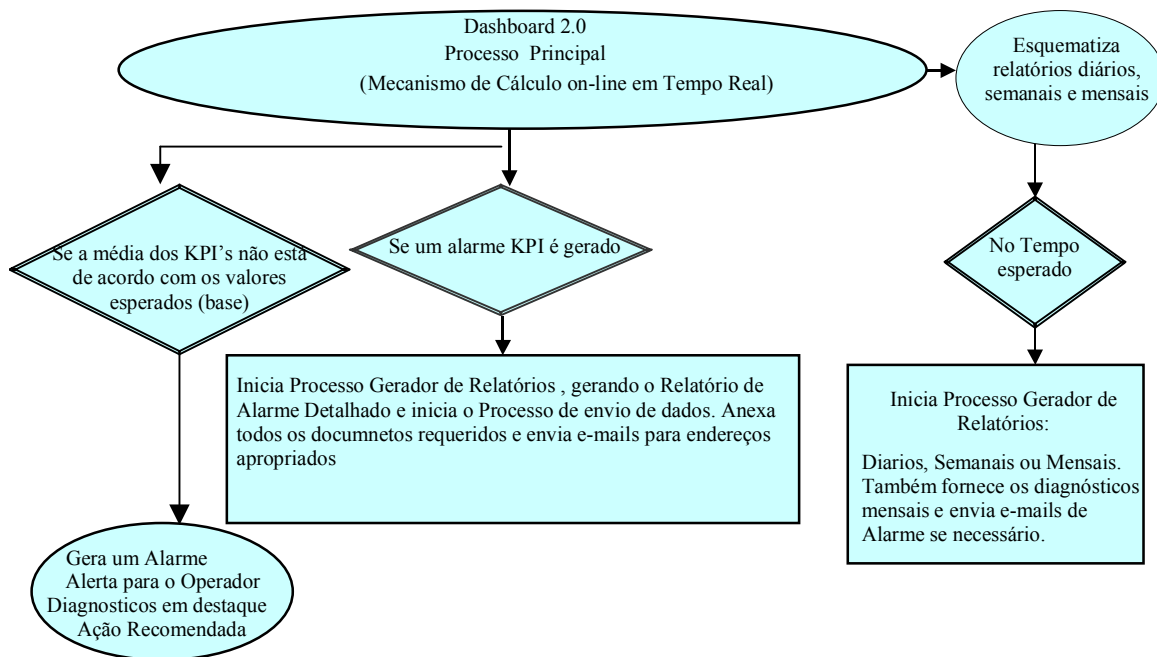 Dashboard 2.0
Processo Principal
(Mecanismo de Cálculo on-line em Tempo Real)
Esquematiza
relatórios diários,
semanais e mensais
Se a média dos KPI's não está
de acordo com os valores
esperados (base)
Se um alarme KPI é gerado
No Tempo
esperado
Inicia Processo Gerador de Relatórios , gerando o Relatório de
Alarme Detalhado e inicia o Processo de envio de dados. Anexa
todos os documnetos requeridos e envia e-mails para endereços
apropriados
Inicia Processo Gerador de
Relatórios:
Diarios, Semanais ou Mensais.
Também fornece os diagnósticos
mensais e envia e-mails de
Alarme se necessário.
Gera um Alarme
Alerta para o Operador
Diagnosticos em destaque
Ação Recomendada